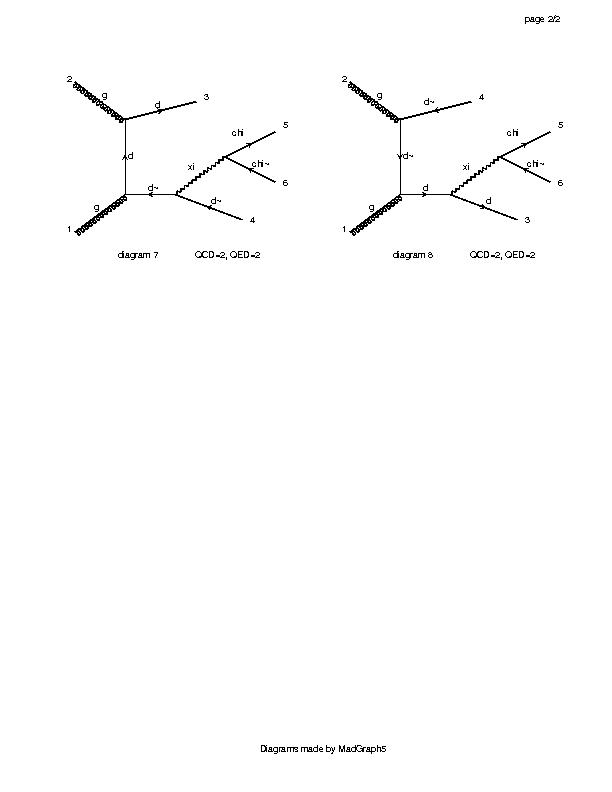 page 2/2
2
g
d
3
d
chi
5
xi
chi~
6
d~
d~
4
g
1
diagram 7 QCD=2, QED=2
2
g
d~
4
d~
chi
5
xi
chi~
6
d
d
3
g
1
diagram 8 QCD=2, QED=2
Diagrams made by MadGraph5